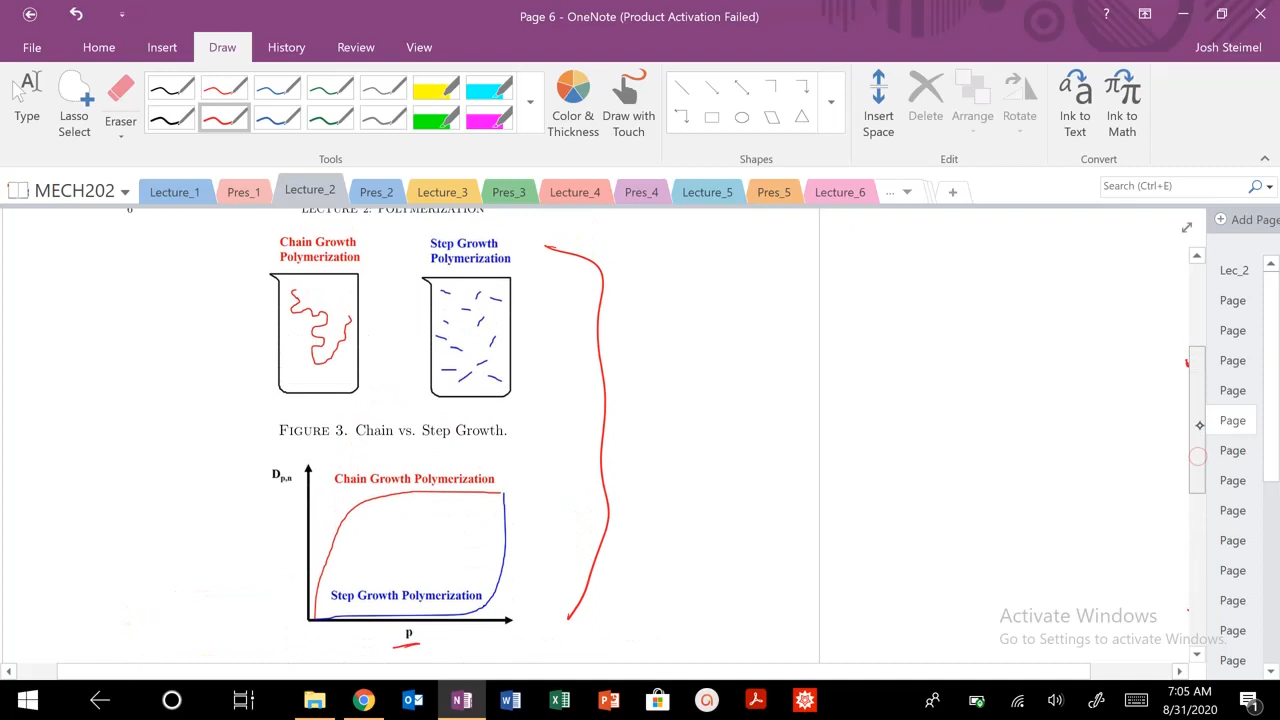 Page 6 - OneNote (Product Activation Failed)
?
File
Home
Insert
Draw
History
Review
View
Josh Steimel
Type
Lasso
Select
Eraser
Color &
Thickness
Draw with
Touch
Insert
Space
Delete
Arrange
Rotate
Ink to
Text
Ink to
Math
Tools
Shapes
Edit
Convert
MECH202
Lecture_1
Pres_1
Lecture_2
Pres_2
Lecture_3
Pres_3
Lecture_4
Pres_4
Lecture_5
Pres_5
Lecture_6
...
Search (Ctrl+E)
Add Page
Lec_2
Page
Page
Page
Page
Page
Page
Page
Page
Page
Page
Page
Page
Page
6
LECTURE 2: POLYMERIZATION
Chain Growth
Polymerization
Step Growth
Polymerization
Figure 3. Chain vs. Step Growth.
Dp,n
Chain Growth Polymerization
Step Growth Polymerization
p
Activate Windows
Go to Settings to activate Windows.
7:05 AM
8/31/2020
1